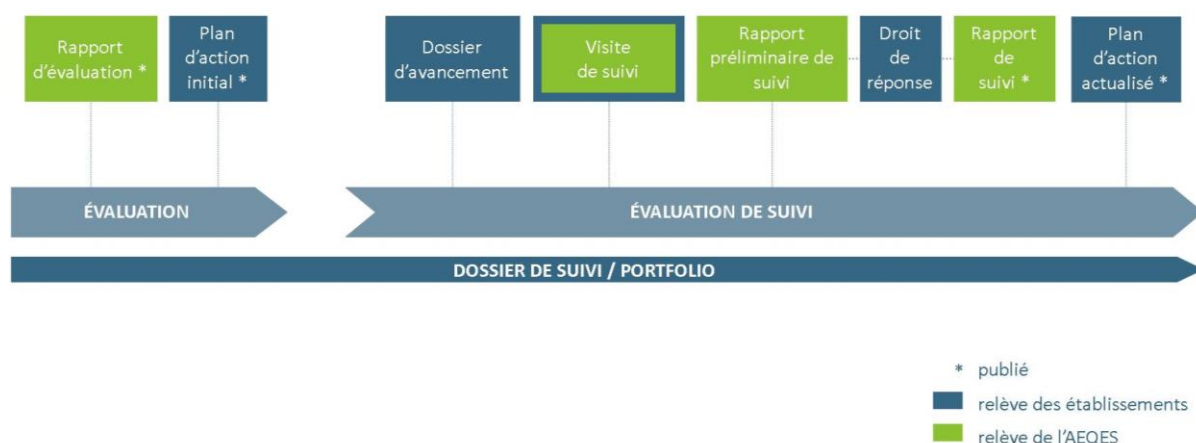 Rapport
d'évaluation *
Plan
d'action
initial *
Dossier
d'avancement
Visite
de suivi
Rapport
préliminaire de
suivi
Droit
de
réponse
Rapport
de
suivi *
Plan
d'action
actualisé *
ÉVALUATION
ÉVALUATION DE SUIVI
DOSSIER DE SUIVI / PORTFOLIO
* publié
relève des établissements
relève de l'AEQES